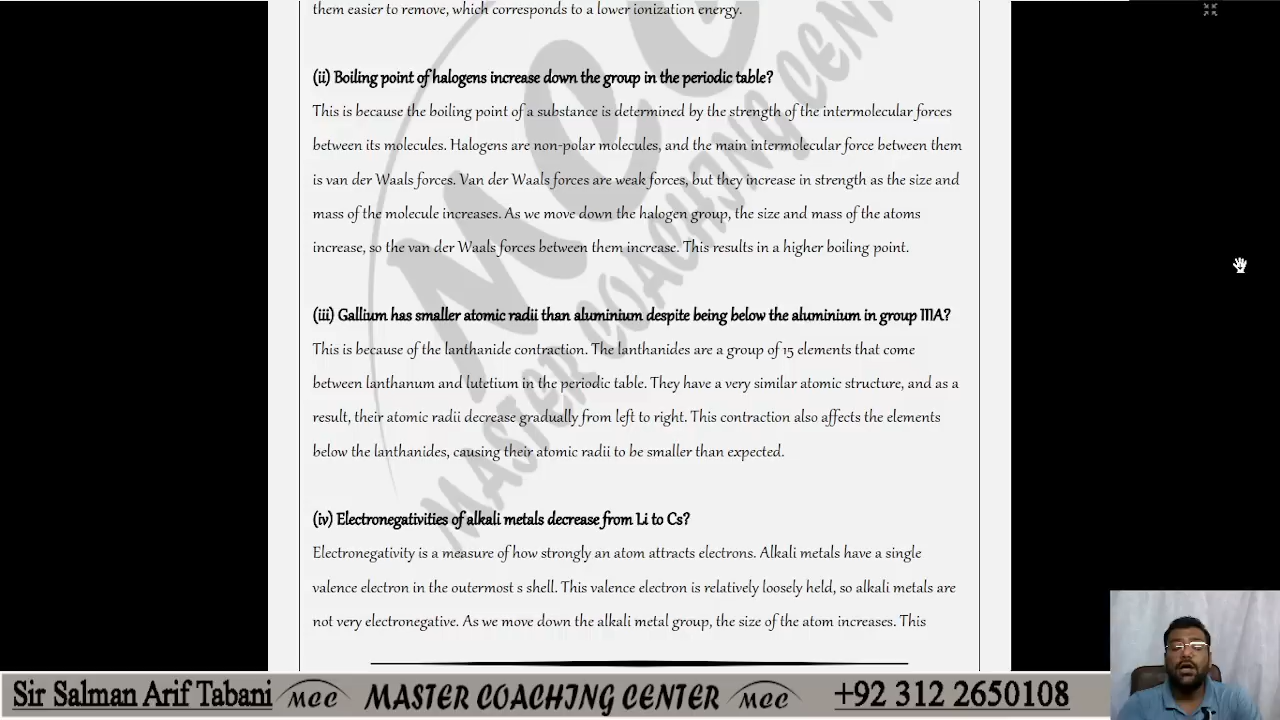 them easier to remove, which corresponds to a lower ionization energy.
(ii) Boiling point of halogens increase down the group in the periodic table?
This is because the boiling point of a substance is determined by the strength of the intermolecular forces
between its molecules. Halogens are non-polar molecules, and the main intermolecular force between them
is van der Waals forces. Van der Waals forces are weak forces, but they increase in strength as the size and
mass of the molecule increases. As we move down the halogen group, the size and mass of the atoms
increase, so the van der Waals forces between them increase. This results in a higher boiling point.
(iii) Gallium has smaller atomic radii than aluminium despite being below the aluminium in group IIIA?
This is because of the lanthanide contraction. The lanthanides are a group of 15 elements that come
between lanthanum and lutetium in the periodic table. They have a very similar atomic structure, and as a
result, their atomic radii decrease gradually from left to right. This contraction also affects the elements
below the lanthanides, causing their atomic radii to be smaller than expected.
(iv) Electronegativities of alkali metals decrease from Li to Cs?
Electronegativity is a measure of how strongly an atom attracts electrons. Alkali metals have a single
valence electron in the outermost s shell. This valence electron is relatively loosely held, so alkali metals are
not very electronegative. As we move down the alkali metal group, the size of the atom increases. This
MCC
MASTER COACHING CENT
Sir Salman Arif Tabani MCC MASTER COACHING CENTER MCC +92 312 2650108